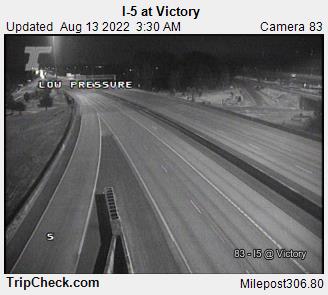 I-5 at Victory
Updated Aug 13 2022 3:30 AM Camera 83
LOW PRESSURE
S
83 - I5 @ Victory
TripCheck.com Milepost306.80